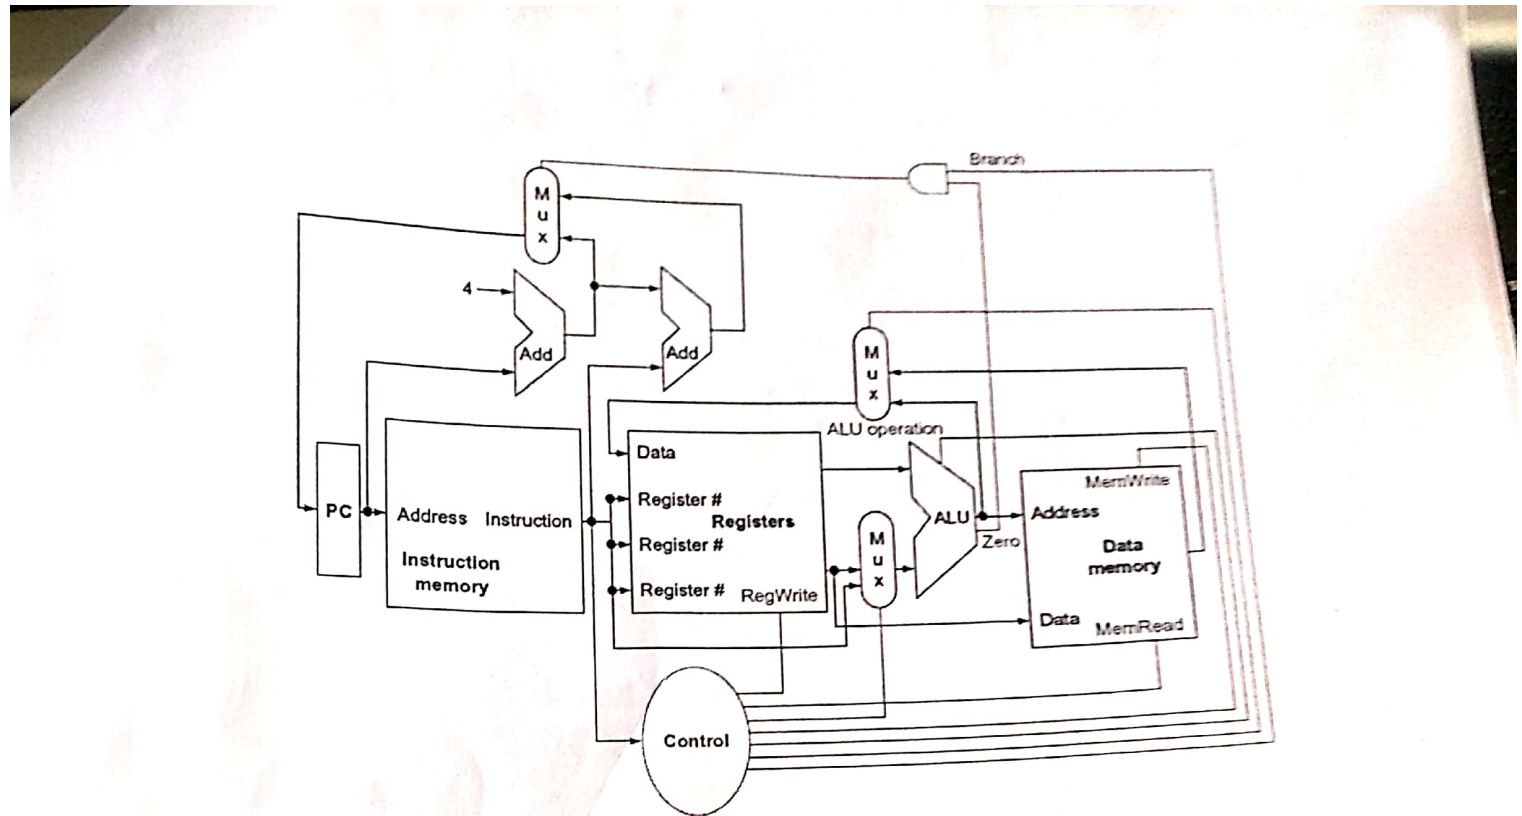 Branch
M
u
x
4
Add
Add
M
u
x
ALU operation
Data
Register #
Registers
Register #
Register #
RegWrite
PC
Address
Instruction
Instruction
memory
M
u
x
ALU
Zero
MemWrite
Address
Data
memory
Data
MemRead
Control